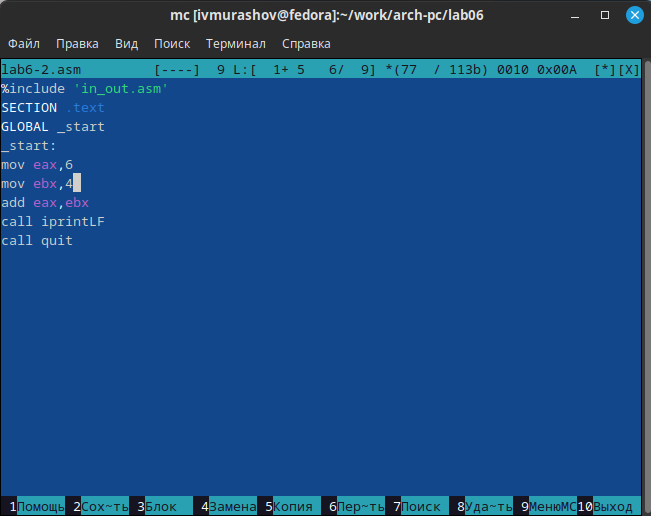 mc [ivmurashov@fedora]:~/work/arch-pc/lab06
Файл Правка Вид Поиск Терминал Справка
lab6-2.asm [----] 9 L:[ 1+ 5 6/ 9] *(77 / 113b) 0010 0x00A [*][X]
%include 'in_out.asm'
SECTION .text
GLOBAL _start
_start:
mov eax,6
mov ebx,4
add eax,ebx
call iprintLF
call quit
1Помощь 2Сох~ть 3Блок 4Замена 5Копия 6Пер~ть 7Поиск 8Уда~ть 9МенюMC 10Выход